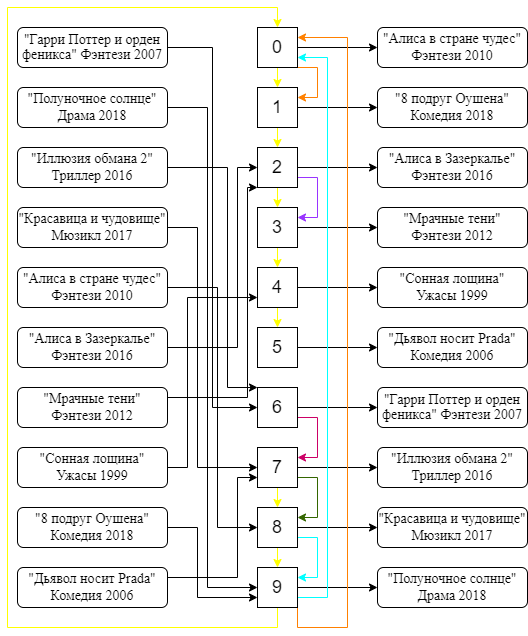 "Гарри Поттер и орден
феникса" Фэнтези 2007
0
"Алиса в стране чудес"
Фэнтези 2010
"Полуночное солнце"
Драма 2018
1
"8 подруг Оушена"
Комедия 2018
"Иллюзия обмана 2"
Триллер 2016
2
"Алиса в Зазеркалье"
Фэнтези 2016
"Красавица и чудовище"
Мюзикл 2017
3
"Мрачные тени"
Фэнтези 2012
"Алиса в стране чудес"
Фэнтези 2010
4
"Сонная лощина"
Ужасы 1999
"Алиса в Зазеркалье"
Фэнтези 2016
5
"Дьявол носит Prada"
Комедия 2006
"Мрачные тени"
Фэнтези 2012
6
"Гарри Поттер и орден
феникса" Фэнтези 2007
"Сонная лощина"
Ужасы 1999
7
"Иллюзия обмана 2"
Триллер 2016
"8 подруг Оушена"
Комедия 2018
8
"Красавица и чудовище"
Мюзикл 2017
"Дьявол носит Prada"
Комедия 2006
9
"Полуночное солнце"
Драма 2018